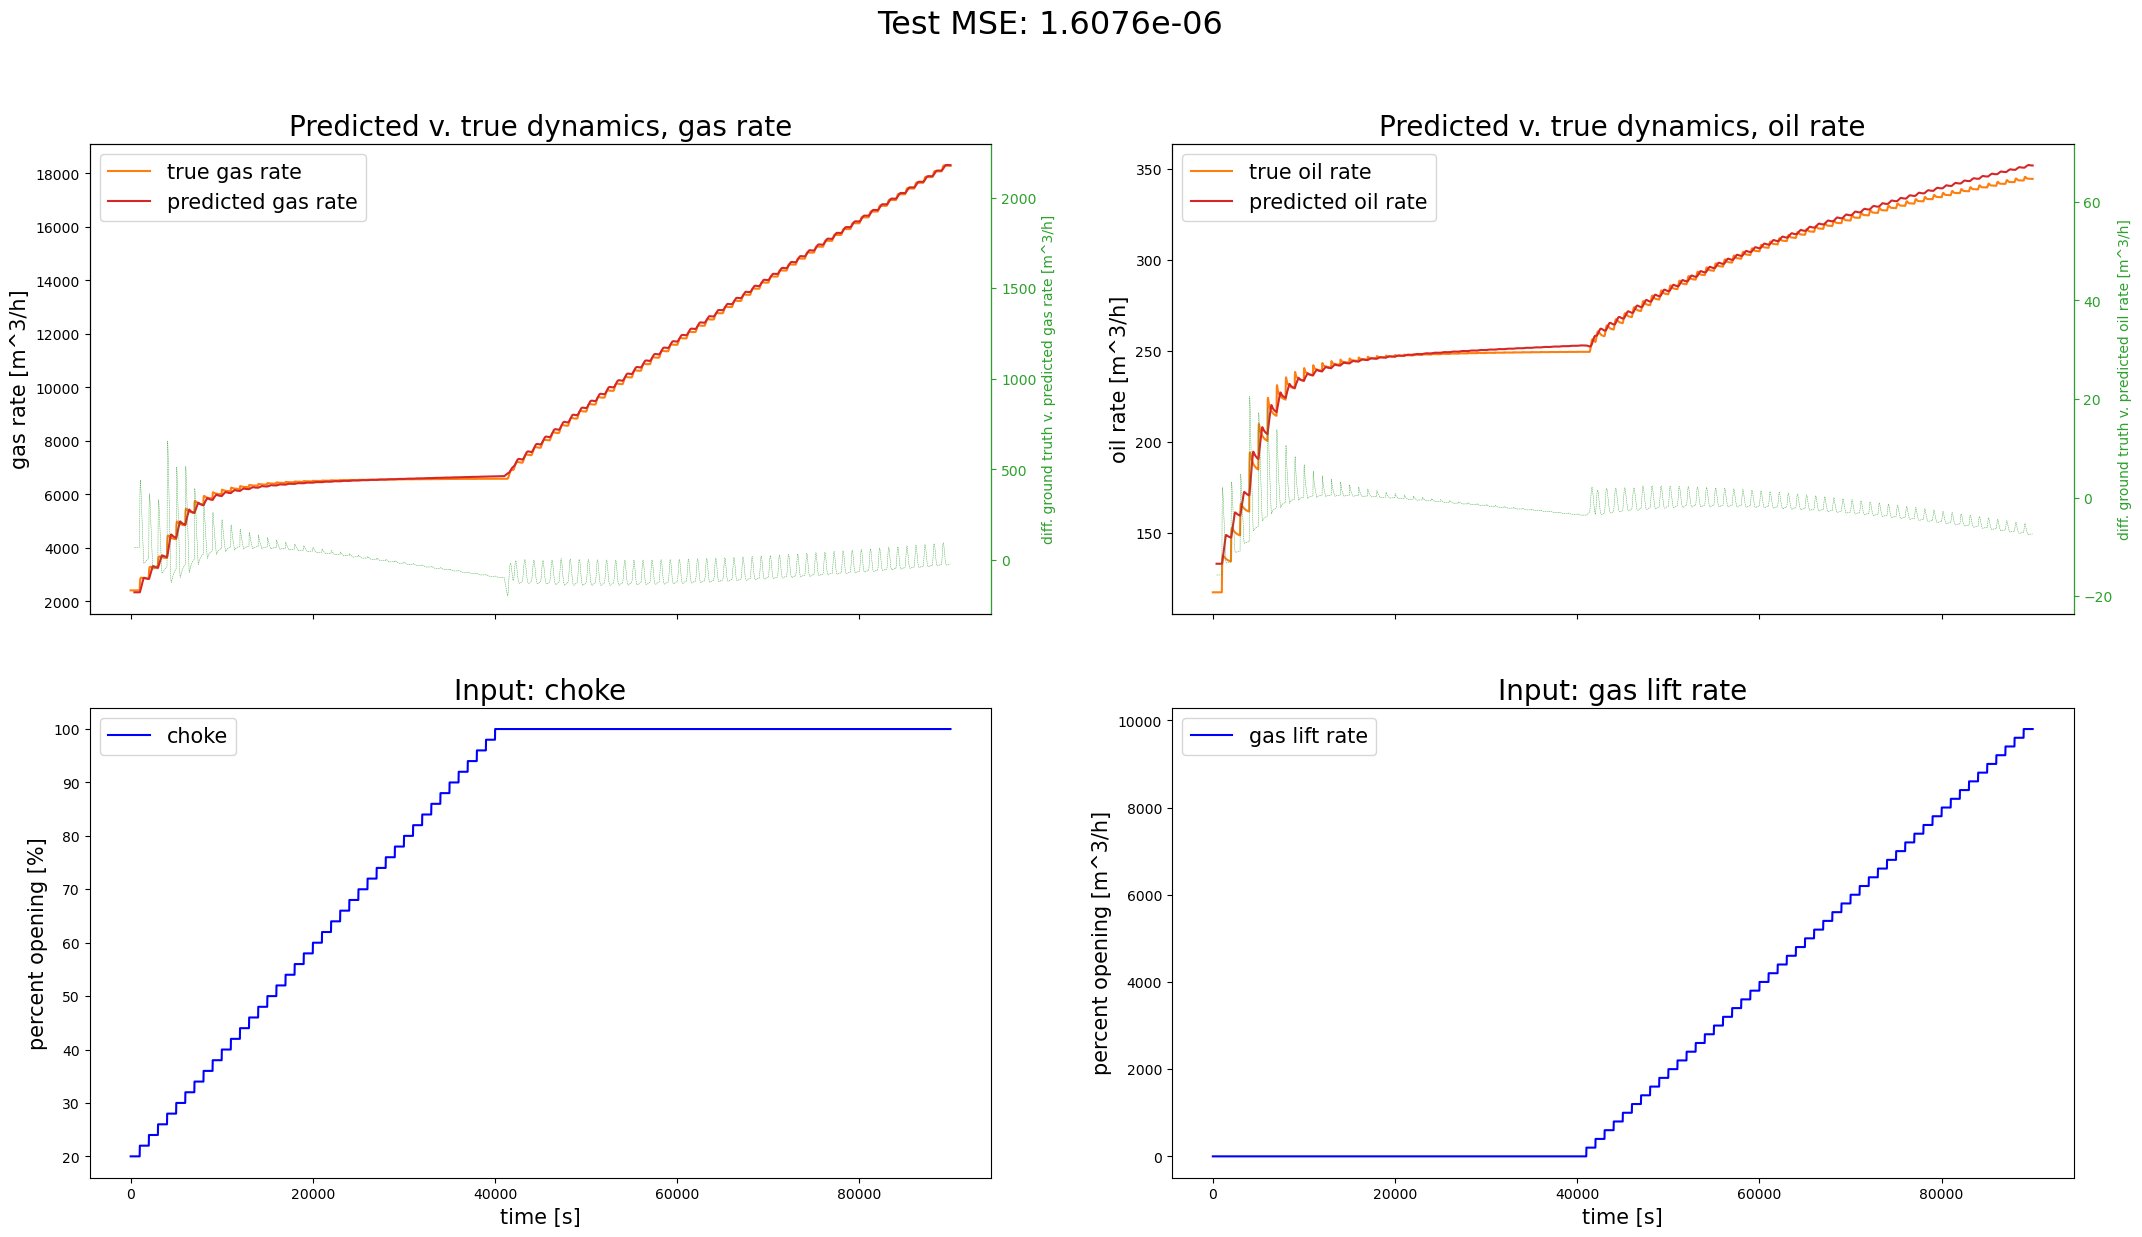 Test MSE: 1.6076e-06
Predicted v. true dynamics, gas rate
true gas rate
predicted gas rate
gas rate [m^3/h]
18000
16000
14000
12000
10000
8000
6000
4000
2000
2000
1500
1000
500
0
diff. ground truth v. predicted gas rate [m^3/h]
Predicted v. true dynamics, oil rate
true oil rate
predicted oil rate
oil rate [m^3/h]
350
300
250
200
150
60
40
20
0
−20
diff. ground truth v. predicted oil rate [m^3/h]
Input: choke
choke
percent opening [%]
100
90
80
70
60
50
40
30
20
0
20000
40000
60000
80000
time [s]
Input: gas lift rate
gas lift rate
percent opening [m^3/h]
10000
8000
6000
4000
2000
0
0
20000
40000
60000
80000
time [s]